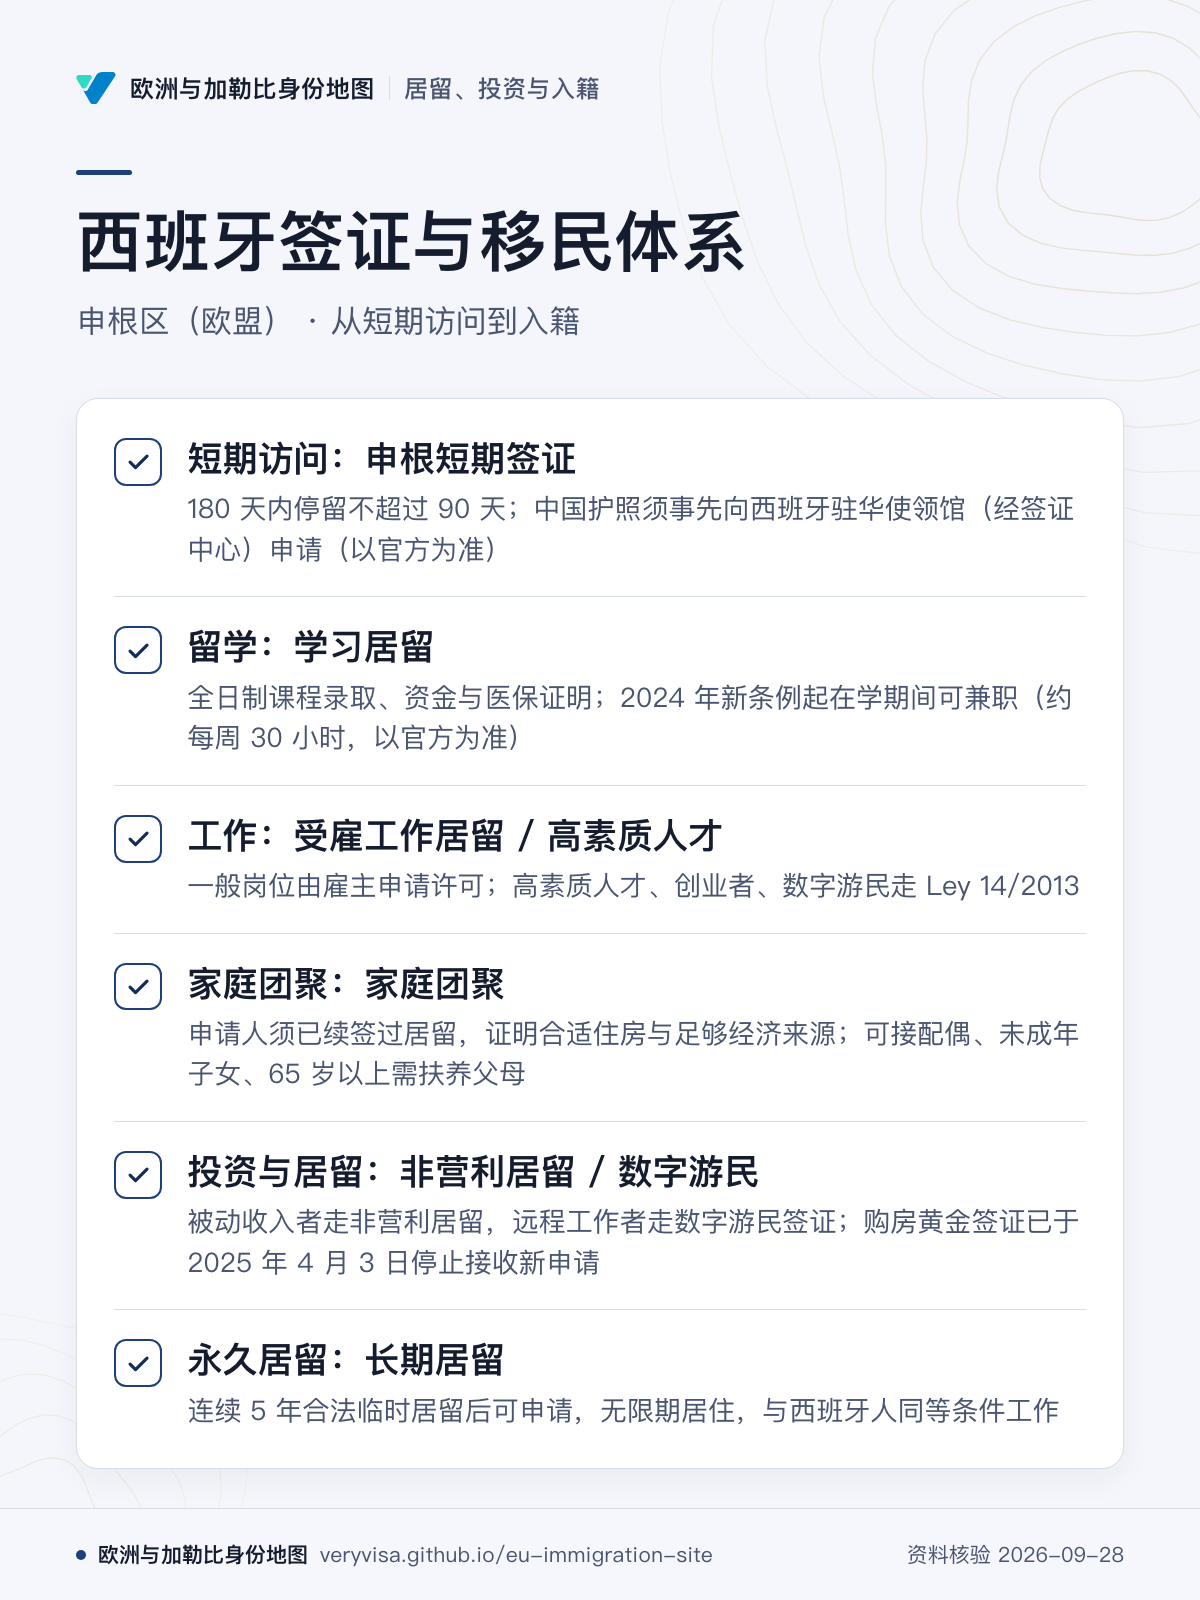 欧洲与加勒比身份地图 居留、投资与入籍
西班牙签证与移民体系
申根区（欧盟） · 从短期访问到入籍
短期访问：申根短期签证
180 天内停留不超过 90 天；中国护照须事先向西班牙驻华使领馆（经签证
中心）申请（以官方为准）
留学：学习居留
全日制课程录取、资金与医保证明；2024 年新条例起在学期间可兼职（约
每周 30 小时，以官方为准）
工作：受雇工作居留 / 高素质人才
一般岗位由雇主申请许可；高素质人才、创业者、数字游民走 Ley 14/2013
家庭团聚：家庭团聚
申请人须已续签过居留，证明合适住房与足够经济来源；可接配偶、未成年
子女、65 岁以上需扶养父母
投资与居留：非营利居留 / 数字游民
被动收入者走非营利居留，远程工作者走数字游民签证；购房黄金签证已于
2025 年 4 月 3 日停止接收新申请
永久居留：长期居留
连续 5 年合法临时居留后可申请，无限期居住，与西班牙人同等条件工作
欧洲与加勒比身份地图 veryvisa.github.io/eu-immigration-site 资料核验 2026-09-28